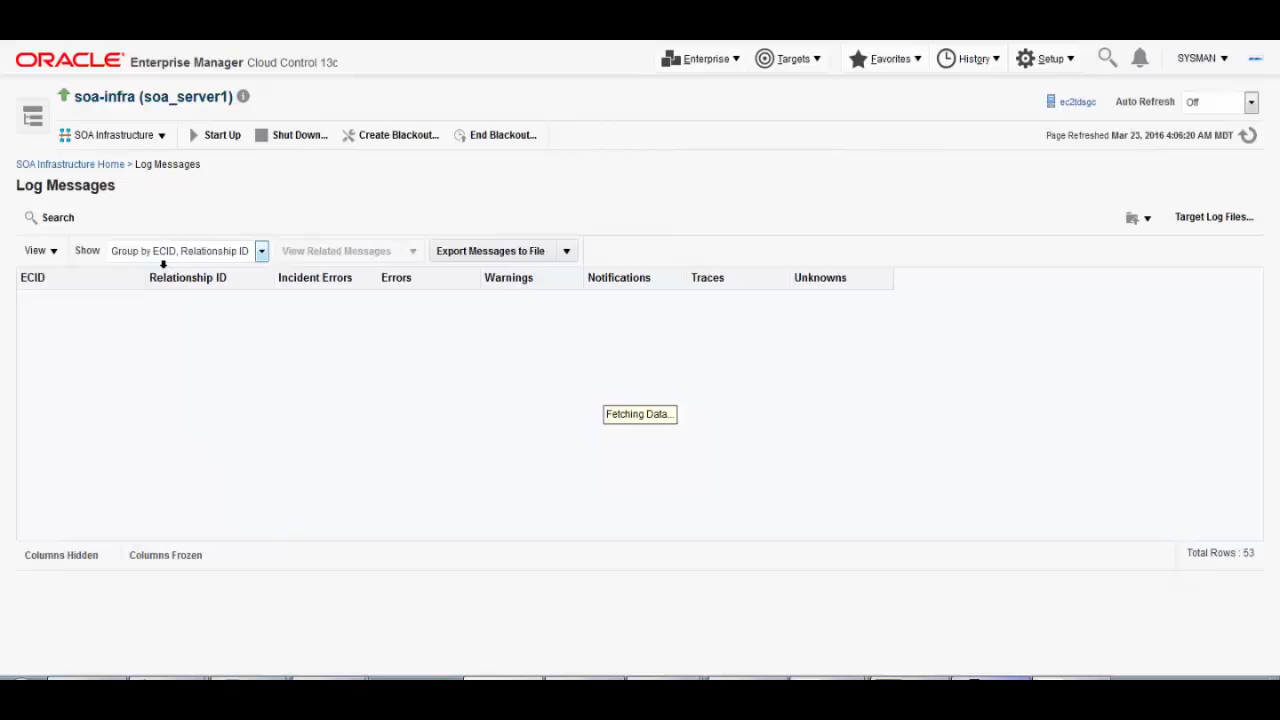 ORACLE Enterprise Manager Cloud Control 13c
Enterprise Targets Favorites History Setup SYSMAN
soa-infra (soa_server1)
ec2tdsgc Auto Refresh Off
SOA Infrastructure Start Up Shut Down... Create Blackout... End Blackout... Page Refreshed Mar 23, 2016 4:06:20 AM MDT
SOA Infrastructure Home > Log Messages
Log Messages
Search Target Log Files...
View Show Group by ECID, Relationship ID View Related Messages Export Messages to File
ECID Relationship ID Incident Errors Errors Warnings Notifications Traces Unknowns
Fetching Data...
Columns Hidden Columns Frozen Total Rows : 53